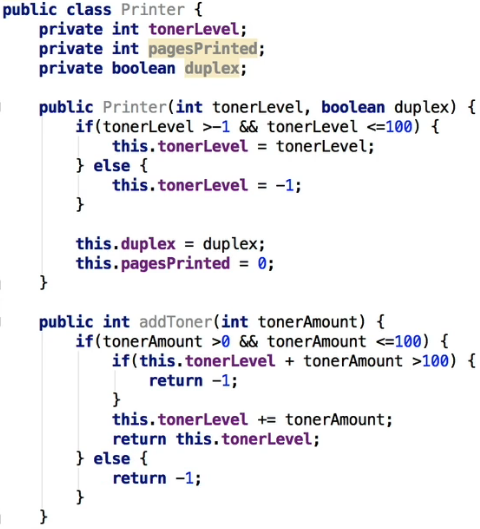 public class Printer {
    private int tonerLevel;
    private int pagesPrinted;
    private boolean duplex;

    public Printer(int tonerLevel, boolean duplex) {
        if(tonerLevel >-1 && tonerLevel <=100) {
            this.tonerLevel = tonerLevel;
        } else {
            this.tonerLevel = -1;
        }

        this.duplex = duplex;
        this.pagesPrinted = 0;
    }

    public int addToner(int tonerAmount) {
        if(tonerAmount >0 && tonerAmount <=100) {
            if(this.tonerLevel + tonerAmount >100) {
                return -1;
            }
            this.tonerLevel += tonerAmount;
            return this.tonerLevel;
        } else {
            return -1;
        }
    }